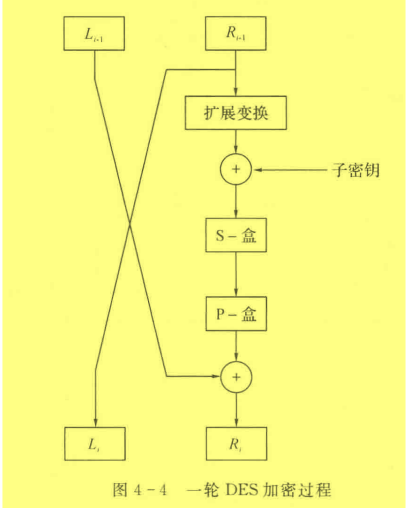 L_{i-1} R_{i-1}
扩展变换
+ 子密钥
S-盒
P-盒
+
L_i R_i
图 4-4 一轮 DES 加密过程